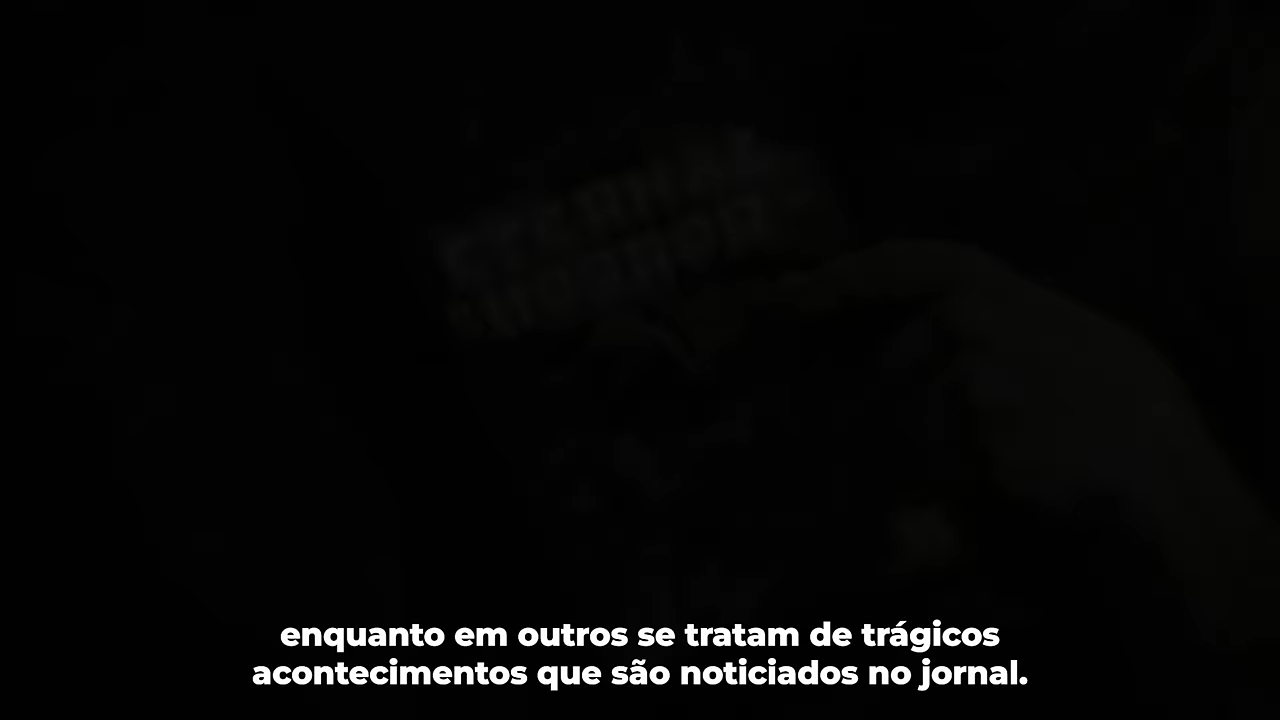 enquanto em outros se tratam de trágicos
acontecimentos que são noticiados no jornal.